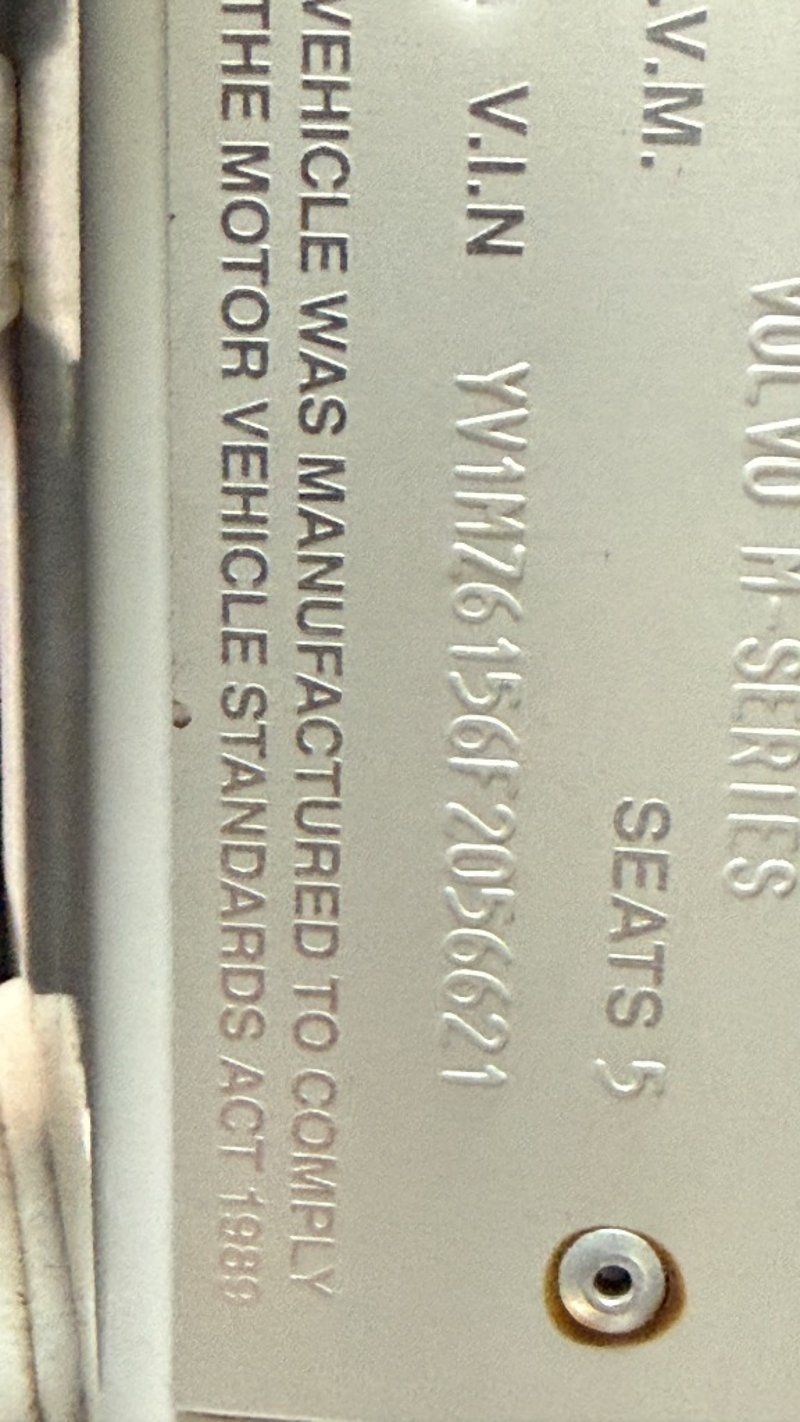 VOLVO M-SERIES
.V.M. SEATS 5
V.I.N YV1MZ6156F2056621
VEHICLE WAS MANUFACTURED TO COMPLY
THE MOTOR VEHICLE STANDARDS ACT 1989